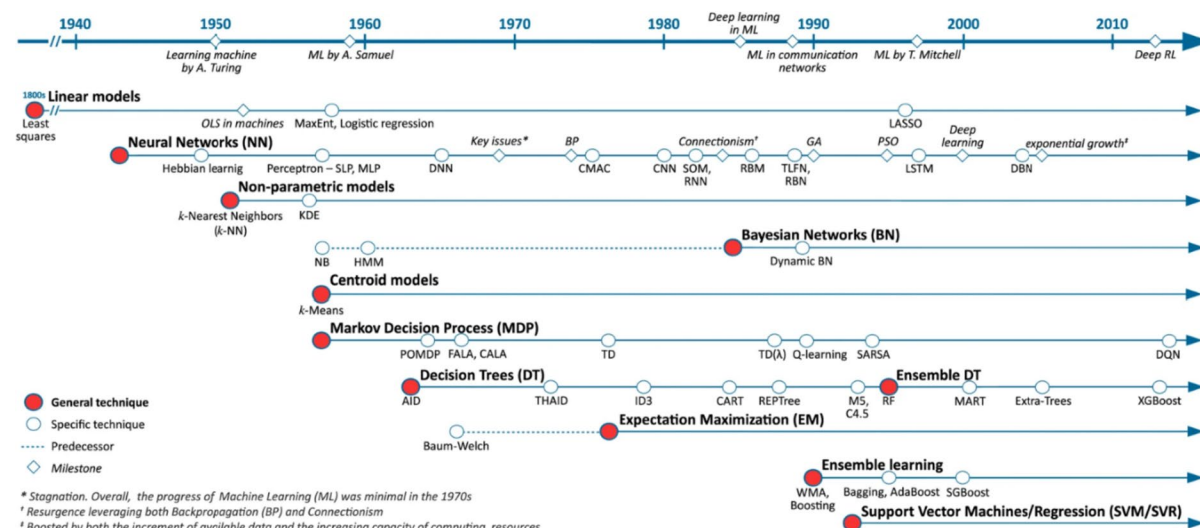 1940 1950 1960 1970 1980 1990 2000 2010
Deep learning
in ML
Learning machine
by A. Turing
ML by A. Samuel
ML in communication
networks
ML by T. Mitchell
Deep RL
1800s Linear models
Least
squares
OLS in machines
MaxEnt, Logistic regression
LASSO
Neural Networks (NN)
Key issues*
BP
Connectionism†
GA
PSO
Deep
learning
exponential growth‡
Hebbian learnig
Perceptron – SLP, MLP
DNN
CMAC
CNN
SOM,
RNN
RBM
TLFN,
RBN
LSTM
DBN
Non-parametric models
k-Nearest Neighbors
(k-NN)
KDE
Bayesian Networks (BN)
NB
HMM
Dynamic BN
Centroid models
k-Means
Markov Decision Process (MDP)
POMDP
FALA, CALA
TD
TD(λ)
Q-learning
SARSA
DQN
Decision Trees (DT)
Ensemble DT
AID
THAID
ID3
CART
REPTree
M5,
C4.5
RF
MART
Extra-Trees
XGBoost
Expectation Maximization (EM)
Baum-Welch
Ensemble learning
WMA,
Boosting
Bagging, AdaBoost
SGBoost
Support Vector Machines/Regression (SVM/SVR)
General technique
Specific technique
Predecessor
Milestone
* Stagnation. Overall, the progress of Machine Learning (ML) was minimal in the 1970s
† Resurgence leveraging both Backpropagation (BP) and Connectionism
‡ Boosted by both the increment of available data and the increasing capacity of computing resources